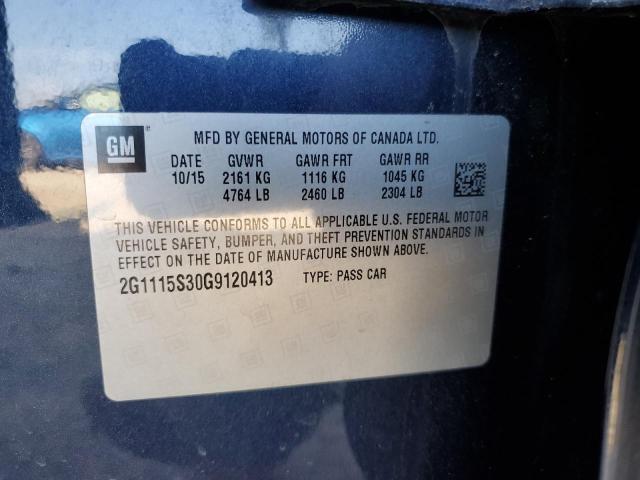 GM
MFD BY GENERAL MOTORS OF CANADA LTD.
DATE GVWR GAWR FRT GAWR RR
10/15 2161 KG 1116 KG 1045 KG
4764 LB 2460 LB 2304 LB
THIS VEHICLE CONFORMS TO ALL APPLICABLE U.S. FEDERAL MOTOR
VEHICLE SAFETY, BUMPER, AND THEFT PREVENTION STANDARDS IN
EFFECT ON THE DATE OF MANUFACTURE SHOWN ABOVE.
2G1115S30G9120413 TYPE: PASS CAR